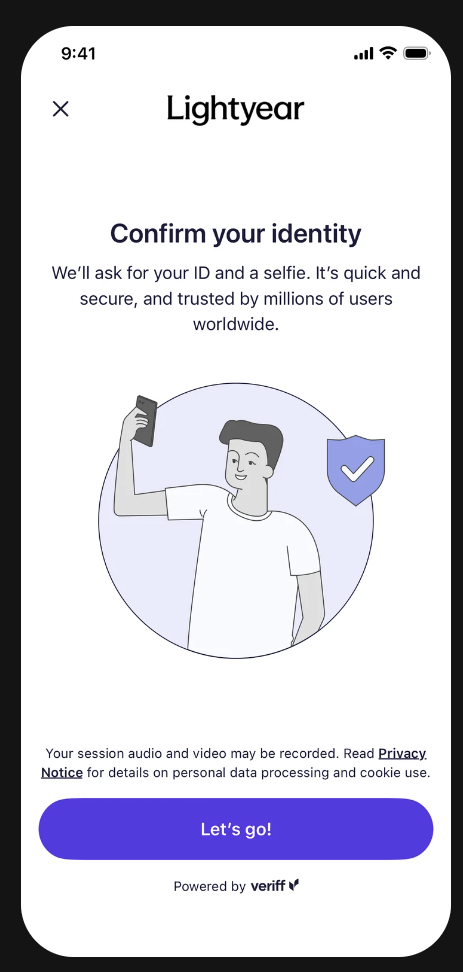 9:41
Lightyear
Confirm your identity
We’ll ask for your ID and a selfie. It’s quick and
secure, and trusted by millions of users
worldwide.
Your session audio and video may be recorded. Read Privacy
Notice for details on personal data processing and cookie use.
Let’s go!
Powered by veriff